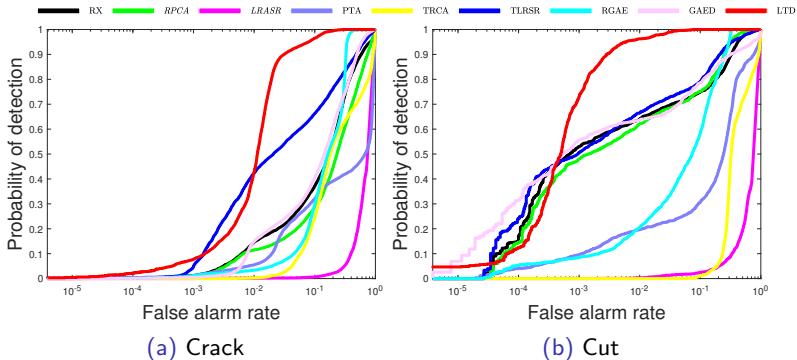 RX RPCA LRASR PTA TRCA TLRSR RGAE GAED LTD
Probability of detection
1
0.9
0.8
0.7
0.6
0.5
0.4
0.3
0.2
0.1
0
10^-5 10^-4 10^-3 10^-2 10^-1 10^0
False alarm rate
(a) Crack
Probability of detection
1
0.9
0.8
0.7
0.6
0.5
0.4
0.3
0.2
0.1
0
10^-5 10^-4 10^-3 10^-2 10^-1 10^0
False alarm rate
(b) Cut